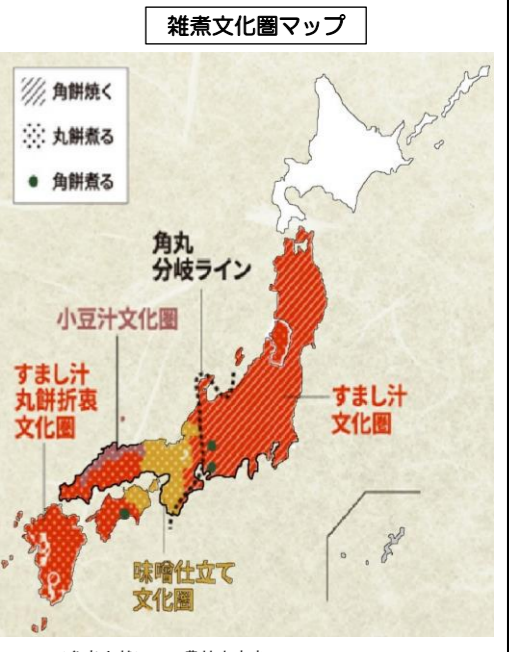 雑煮文化圏マップ
角餅焼く
丸餅煮る
角餅煮る
角丸
分岐ライン
小豆汁文化圏
すまし汁
丸餅折衷
文化圏
すまし汁
文化圏
味噌仕立て
文化圏